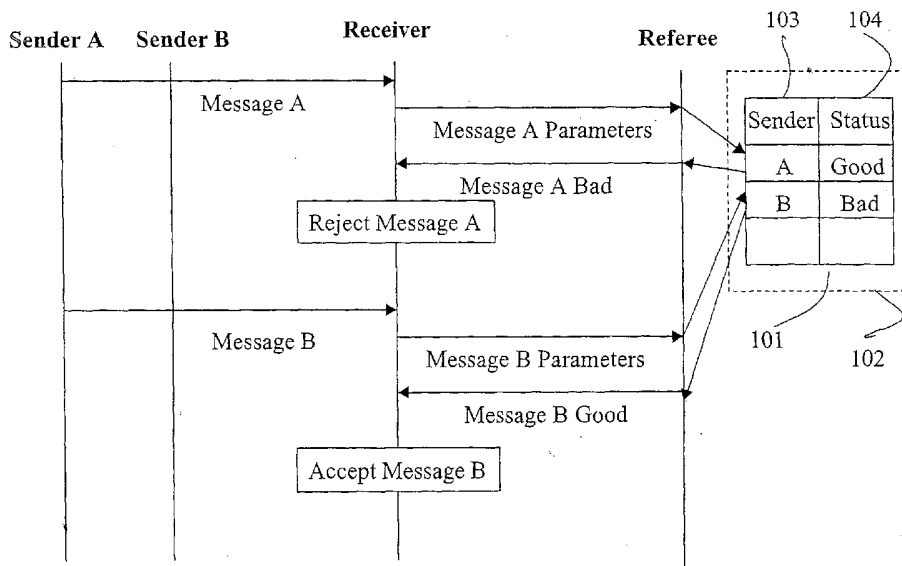 103
104
Sender A
Sender B
Receiver
Referee
Message A
Sender
Status
Message A Parameters
A
Good
Message A Bad
B
Bad
Reject Message A
Message B
101
102
Message B Parameters
Message B Good
Accept Message B